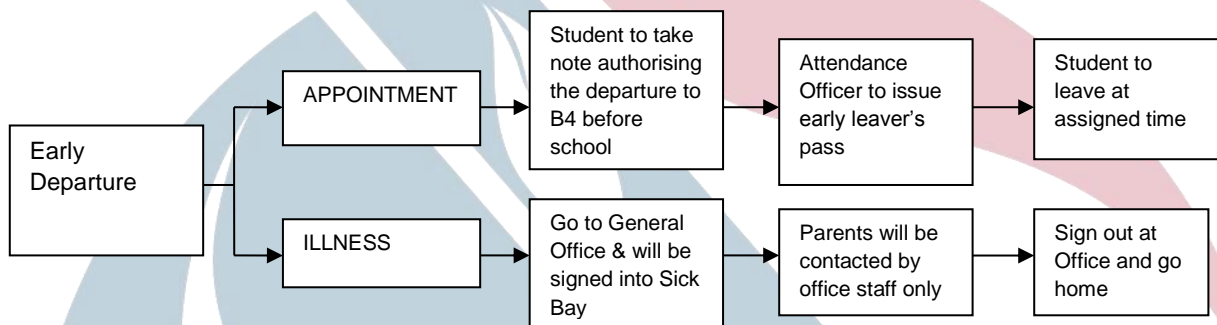 Early
Departure
APPOINTMENT
Student to take
note authorising
the departure to
B4 before
school
Attendance
Officer to issue
early leaver's
pass
Student to
leave at
assigned time
ILLNESS
Go to General
Office & will be
signed into Sick
Bay
Parents will be
contacted by
office staff only
Sign out at
Office and go
home